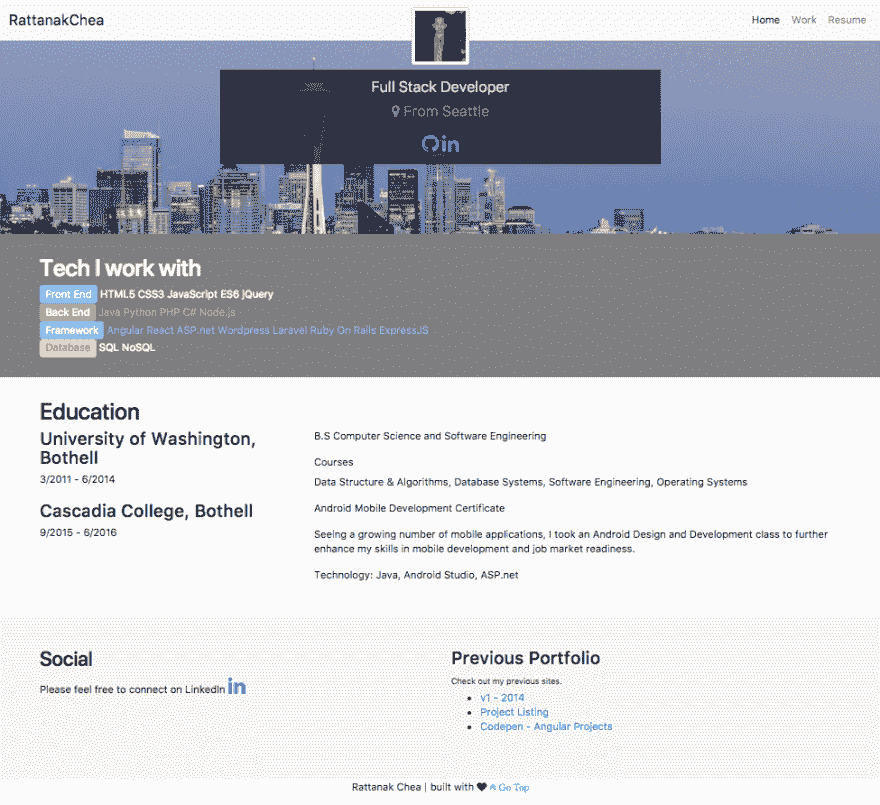 RattanakChea
Home Work Resume
Full Stack Developer
From Seattle
in
Tech I work with
Front End HTML5 CSS3 JavaScript ES6 jQuery
Back End Java Python PHP C# Node.js
Framework Angular React ASP.net Wordpress Laravel Ruby On Rails ExpressJS
Database SQL NoSQL
Education
University of Washington,
Bothell
3/2011 - 6/2014
B.S Computer Science and Software Engineering
Courses
Data Structure & Algorithms, Database Systems, Software Engineering, Operating Systems
Cascadia College, Bothell
9/2015 - 6/2016
Android Mobile Development Certificate
Seeing a growing number of mobile applications, I took an Android Design and Development class to further
enhance my skills in mobile development and job market readiness.
Technology: Java, Android Studio, ASP.net
Social
Please feel free to connect on LinkedIn in
Previous Portfolio
Check out my previous sites.
v1 - 2014
Project Listing
Codepen - Angular Projects
Rattanak Chea | built with ♥ Go Top